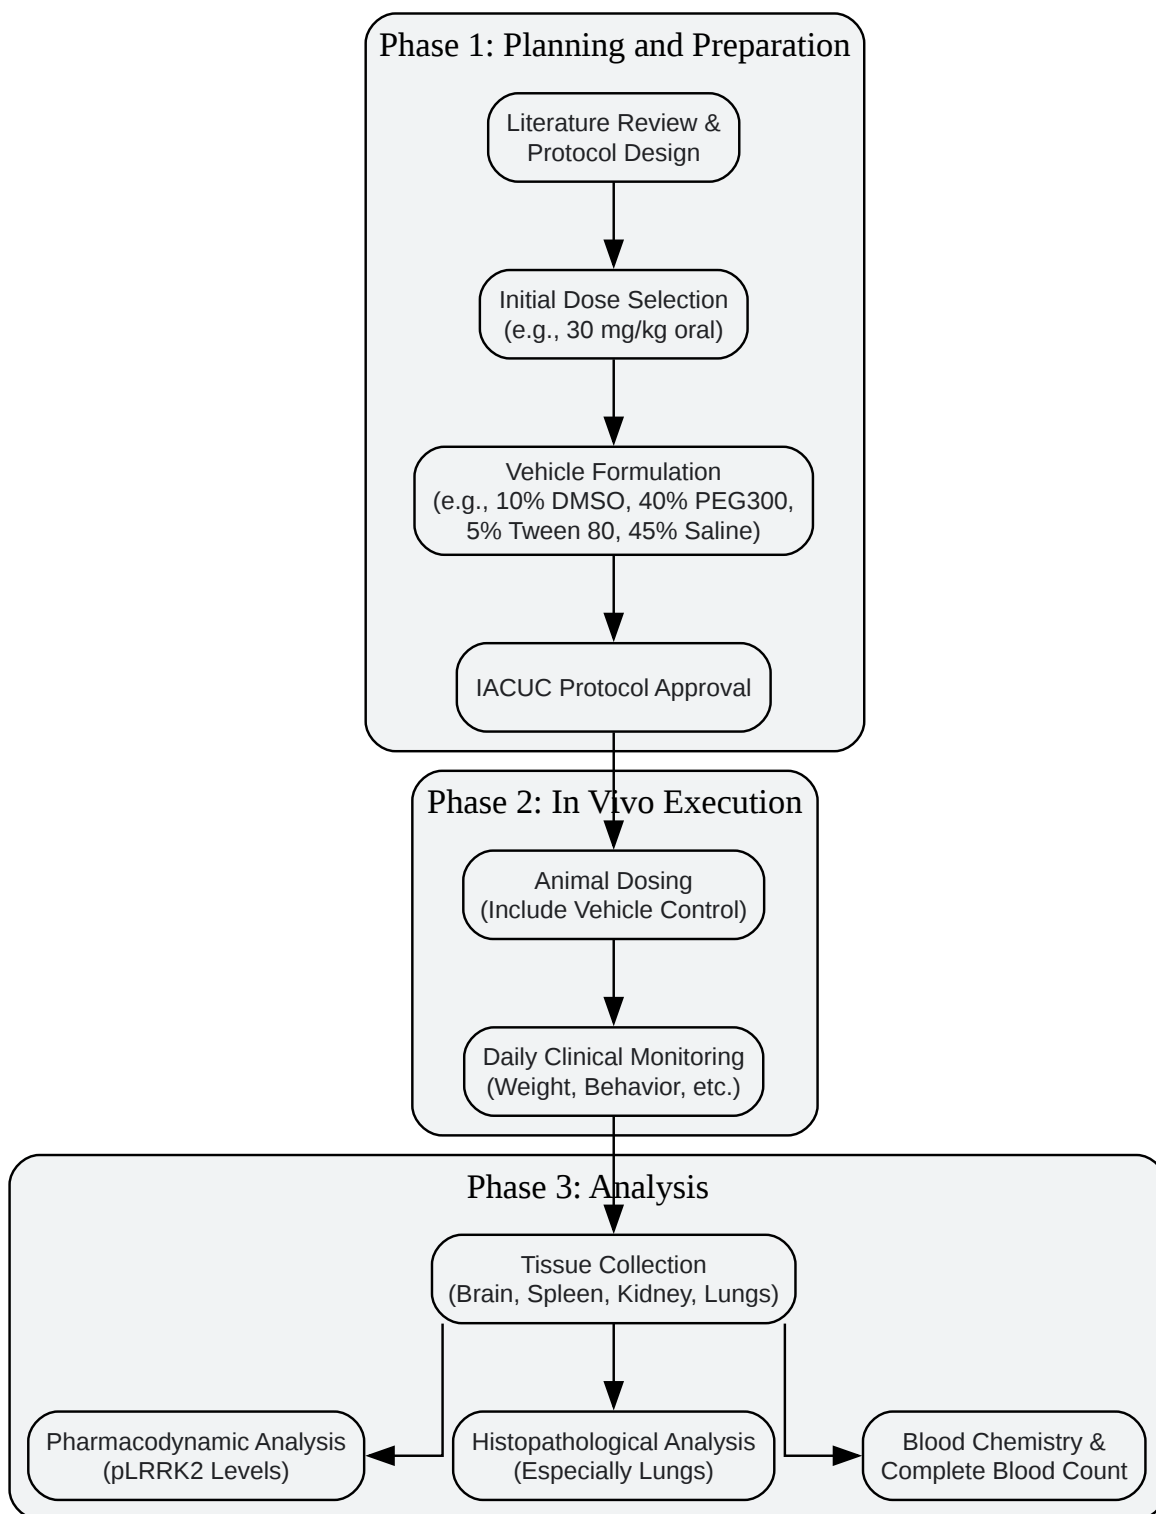 Phase 1: Planning and Preparation
Literature Review &
Protocol Design
Initial Dose Selection
(e.g., 30 mg/kg oral)
Vehicle Formulation
(e.g., 10% DMSO, 40% PEG300,
5% Tween 80, 45% Saline)
IACUC Protocol Approval
Phase 2: In Vivo Execution
Animal Dosing
(Include Vehicle Control)
Daily Clinical Monitoring
(Weight, Behavior, etc.)
Phase 3: Analysis
Tissue Collection
(Brain, Spleen, Kidney, Lungs)
Pharmacodynamic Analysis
(pLRRK2 Levels)
Histopathological Analysis
(Especially Lungs)
Blood Chemistry &
Complete Blood Count